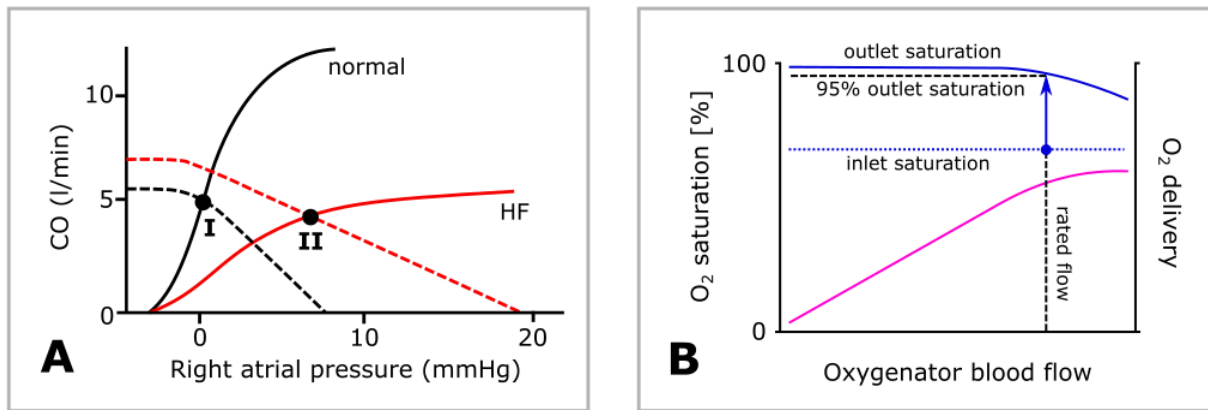 normal
10
CO (l/min)
5
I
II
HF
0
0
10
20
A
Right atrial pressure (mmHg)
100
outlet saturation
95% outlet saturation
O₂ saturation [%]
inlet saturation
rated flow
O₂ delivery
0
B
Oxygenator blood flow